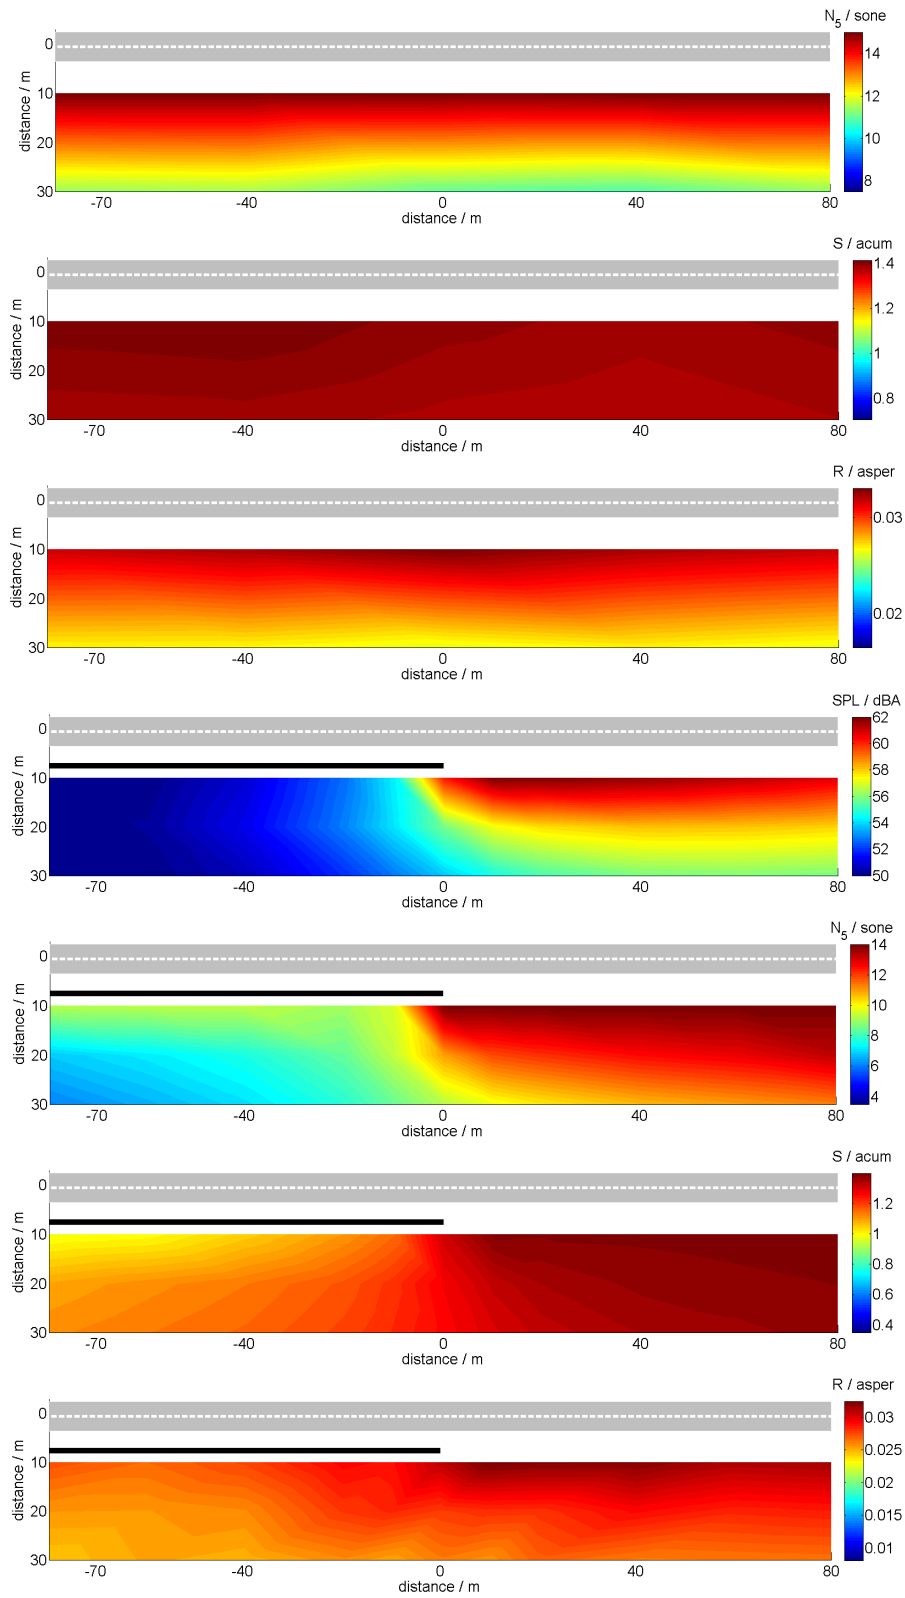 N5 / sone
0
14
10
12
distance / m
20
10
30
8
-70 -40 0 40 80
distance / m
S / acum
0
1.4
10
1.2
distance / m
20
1
30
0.8
-70 -40 0 40 80
distance / m
R / asper
0
0.03
10
distance / m
20
0.02
30
-70 -40 0 40 80
distance / m
SPL / dBA
0
62
60
10
58
distance / m
56
20
54
52
30
50
-70 -40 0 40 80
distance / m
N5 / sone
0
14
12
10
10
distance / m
8
20
6
30
4
-70 -40 0 40 80
distance / m
S / acum
0
1.2
10
1
distance / m
0.8
20
0.6
30
0.4
-70 -40 0 40 80
distance / m
R / asper
0
0.03
10
0.025
distance / m
0.02
20
0.015
30
0.01
-70 -40 0 40 80
distance / m